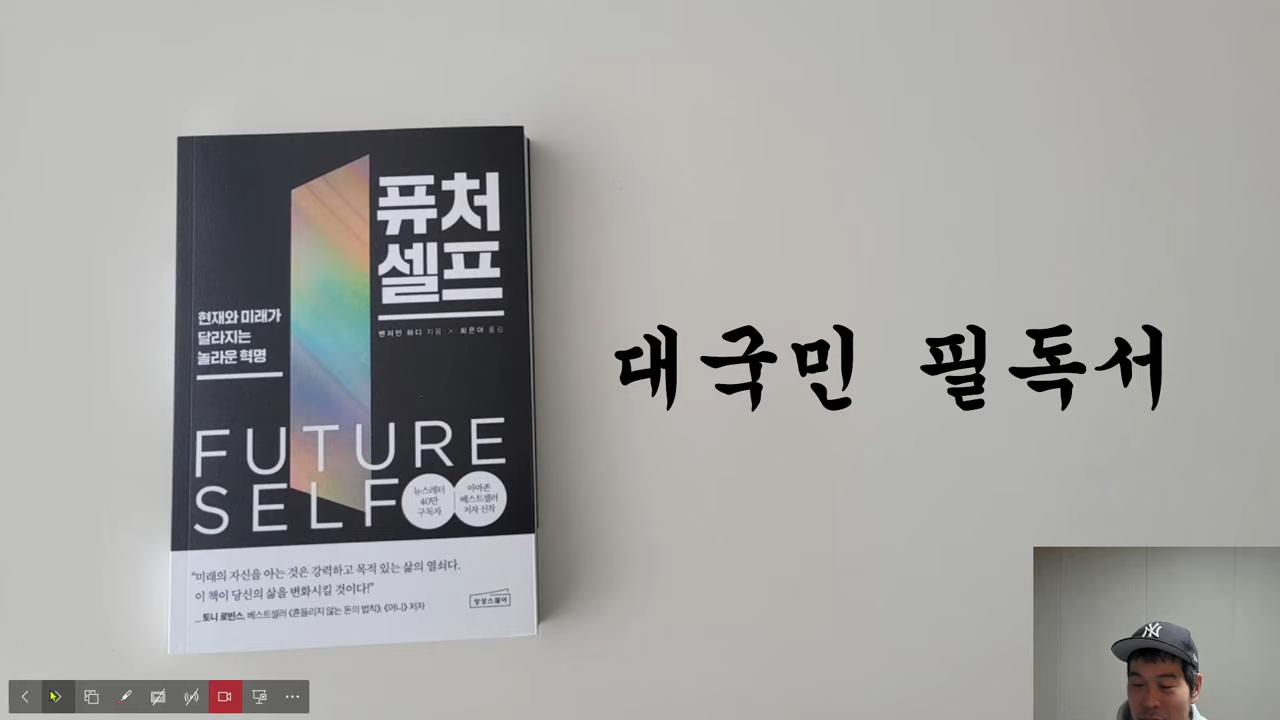 퓨처
셀프
벤저민 하디 지음 × 최은아 옮김
현재와 미래가
달라지는
놀라운 혁명
FUTURE
SELF
뉴스레터
40만
구독자
아마존
베스트셀러
저자 신작
“미래의 자신을 아는 것은 강력하고 목적 있는 삶의 열쇠다.
이 책이 당신의 삶을 변화시킬 것이다!”
_토니 로빈스, 베스트셀러 《흔들리지 않는 돈의 법칙》, 《머니》 저자
상상스퀘어
대국민 필독서
NY